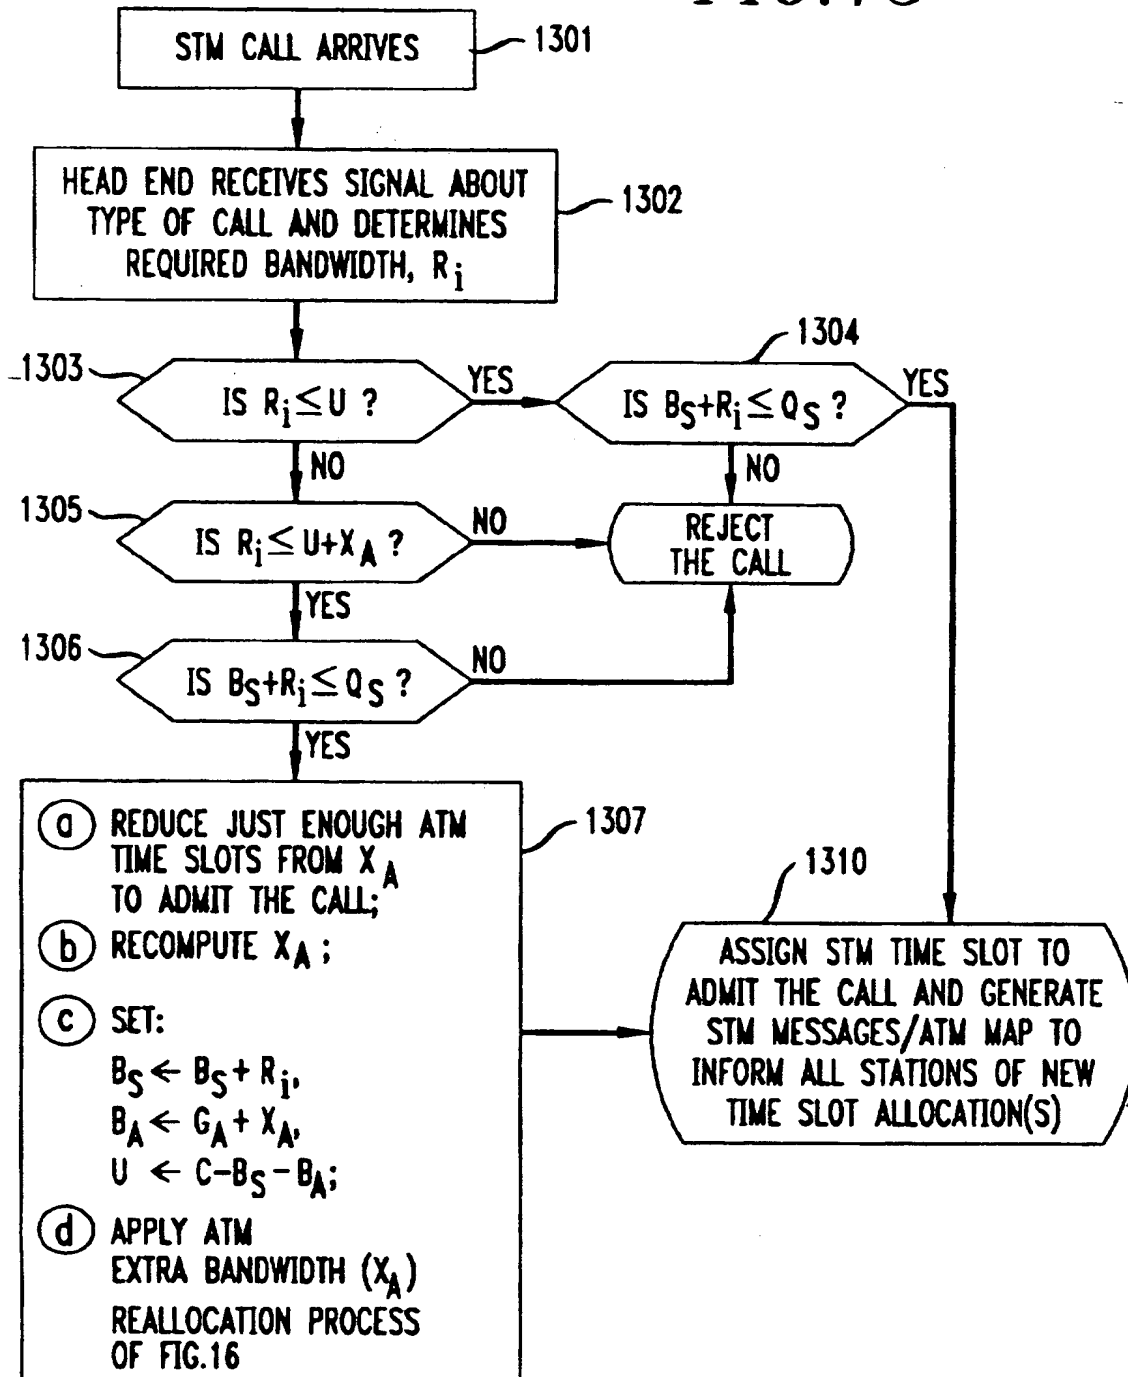 STM CALL ARRIVES
1301
HEAD END RECEIVES SIGNAL ABOUT
TYPE OF CALL AND DETERMINES
REQUIRED BANDWIDTH, Ri
1302
1303
IS Ri ≤ U ?
YES
1304
IS BS+Ri ≤ QS ?
YES
NO
NO
1305
IS Ri ≤ U+XA ?
NO
REJECT
THE CALL
YES
1306
IS BS+Ri ≤ QS ?
NO
YES
1307
a REDUCE JUST ENOUGH ATM
TIME SLOTS FROM XA
TO ADMIT THE CALL;
b RECOMPUTE XA ;
c SET:
BS ← BS + Ri,
BA ← GA + XA,
U ← C-BS - BA;
d APPLY ATM
EXTRA BANDWIDTH (XA)
REALLOCATION PROCESS
OF FIG.16
1310
ASSIGN STM TIME SLOT TO
ADMIT THE CALL AND GENERATE
STM MESSAGES/ATM MAP TO
INFORM ALL STATIONS OF NEW
TIME SLOT ALLOCATION(S)